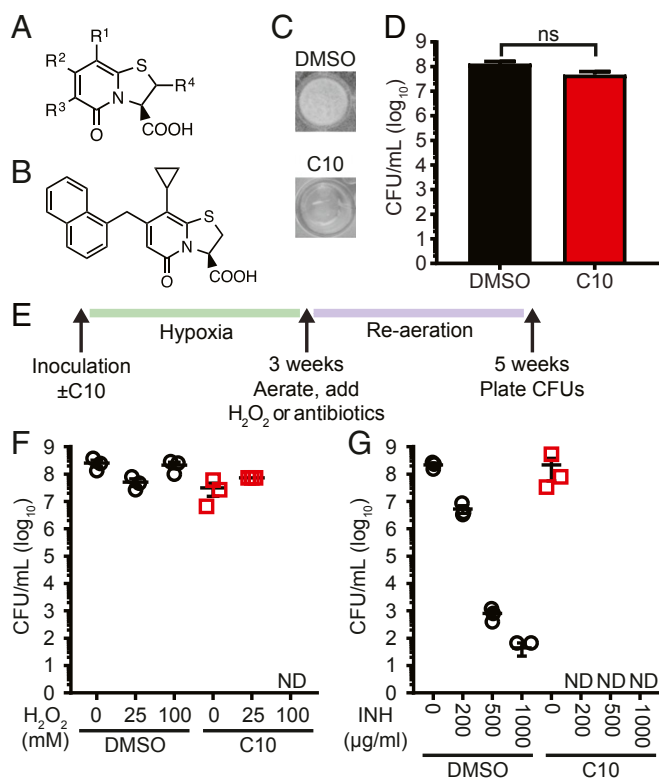 A
R¹
R²
R³
R⁴
S
N
O
COOH
B
S
N
O
COOH
C
DMSO
C10
D
ns
CFU/mL (log₁₀)
9
8
7
6
5
4
3
2
1
0
DMSO
C10
E
Hypoxia
Re-aeration
Inoculation
±C10
3 weeks
Aerate, add
H₂O₂ or antibiotics
5 weeks
Plate CFUs
F
CFU/mL (log₁₀)
9
8
7
6
5
4
3
2
1
0
ND
H₂O₂
(mM)
0 25 100 0 25 100
DMSO C10
G
CFU/mL (log₁₀)
9
8
7
6
5
4
3
2
1
0
ND ND ND
INH
(µg/ml)
0 200 500 1000 0 200 500 1000
DMSO C10